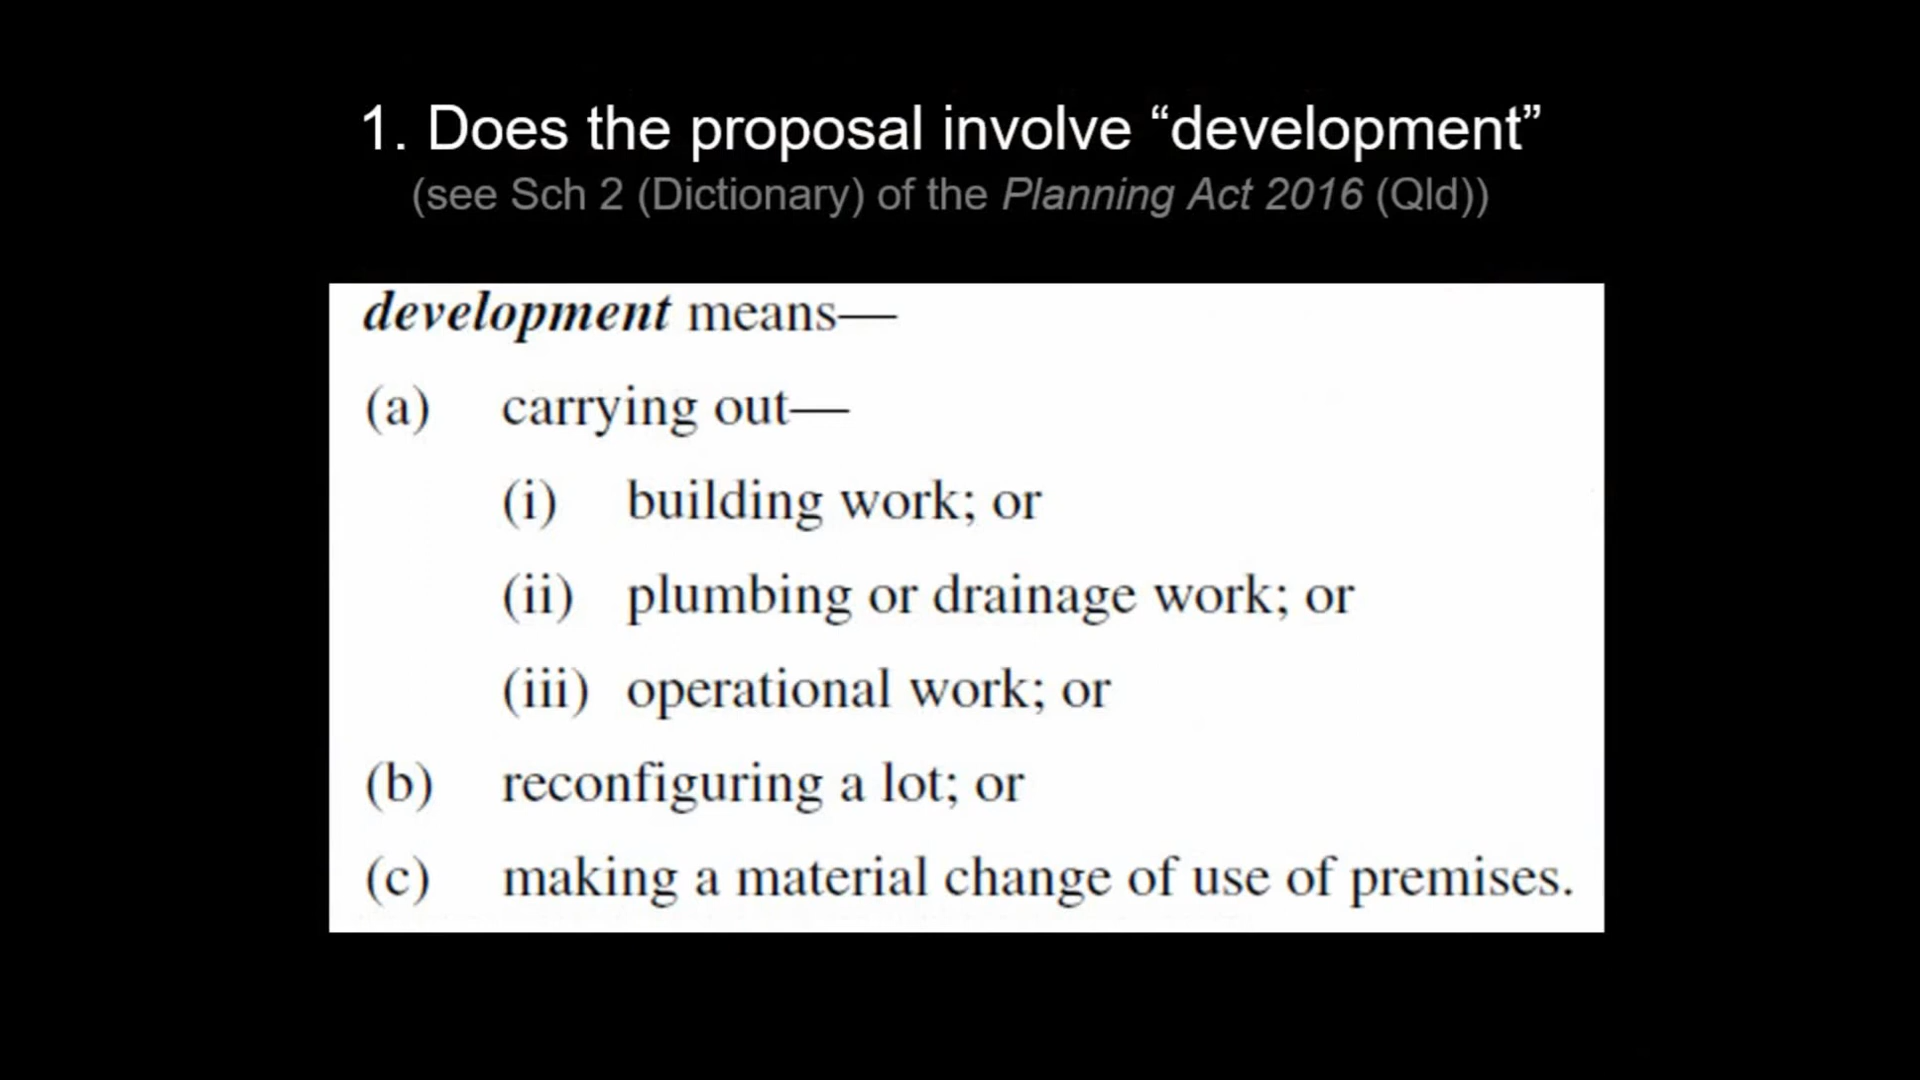 1. Does the proposal involve “development”
(see Sch 2 (Dictionary) of the Planning Act 2016 (Qld))
development means—
(a) carrying out—
(i) building work; or
(ii) plumbing or drainage work; or
(iii) operational work; or
(b) reconfiguring a lot; or
(c) making a material change of use of premises.